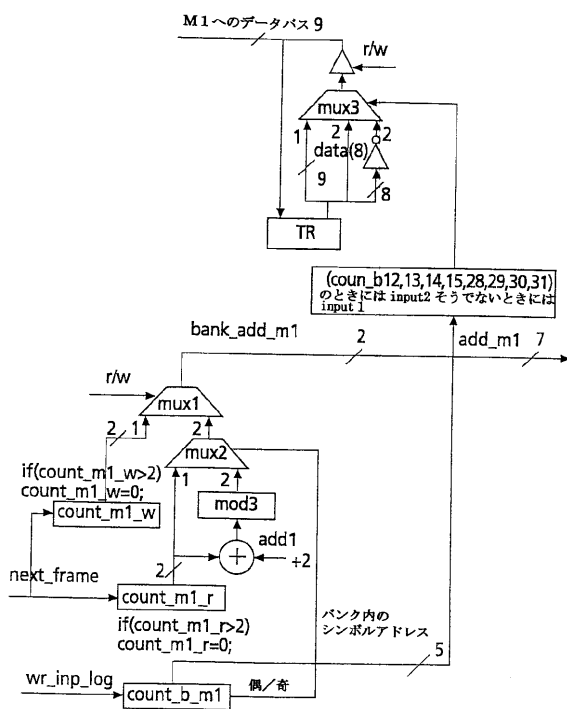 M1へのデータバス 9
r/w
mux3
1
2
2
data(8)
9
8
TR
(coun_b12,13,14,15,28,29,30,31)
のときには input2 そうでないときには
input1
bank_add_m1
2
add_m1
7
r/w
mux1
2
1
2
mux2
if(count_m1_w>2)
count_m1_w=0;
1
2
count_m1_w
mod3
add1
+
+2
2
next_frame
count_m1_r
if(count_m1_r>2)
count_m1_r=0;
バンク内の
シンボルアドレス
5
wr_inp_log
count_b_m1
偶/奇